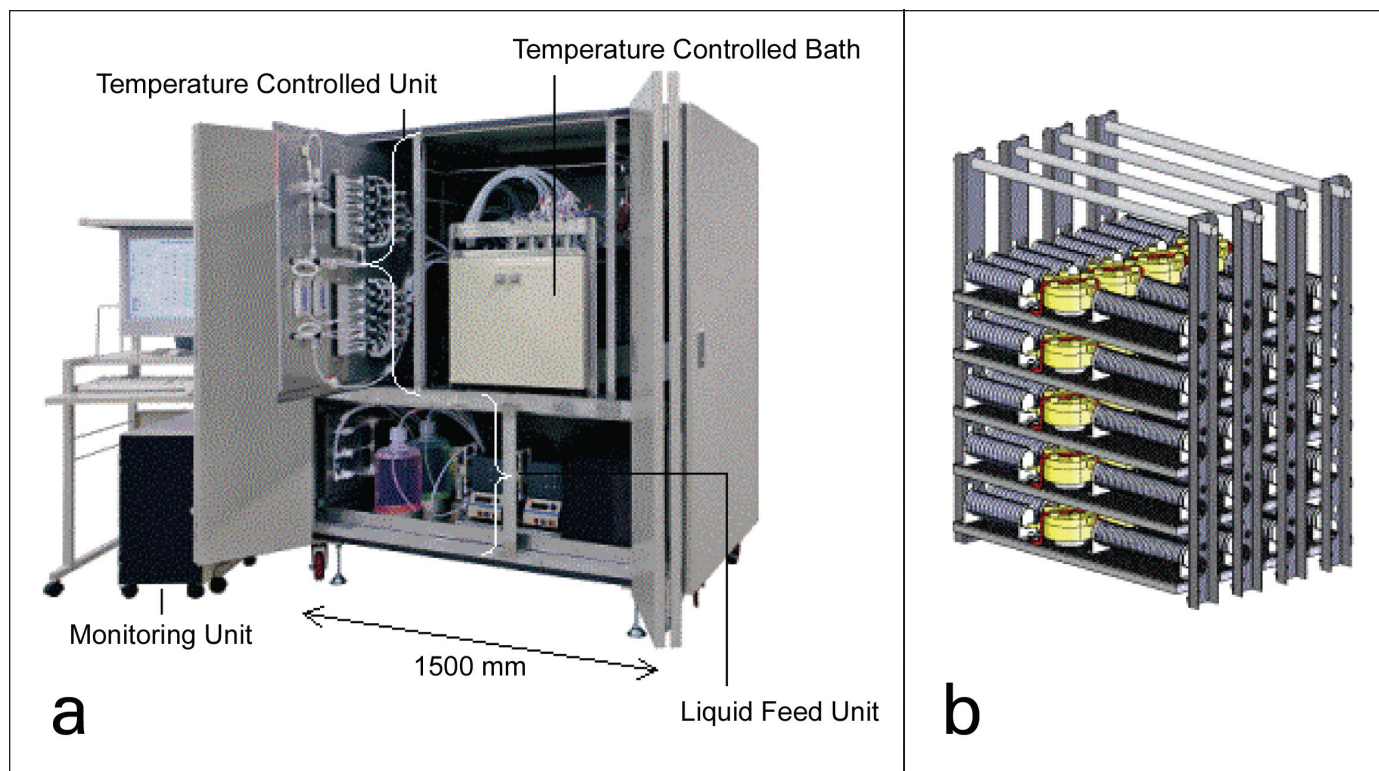 Temperature Controlled Bath
Temperature Controlled Unit
Monitoring Unit
1500 mm
Liquid Feed Unit
a
b